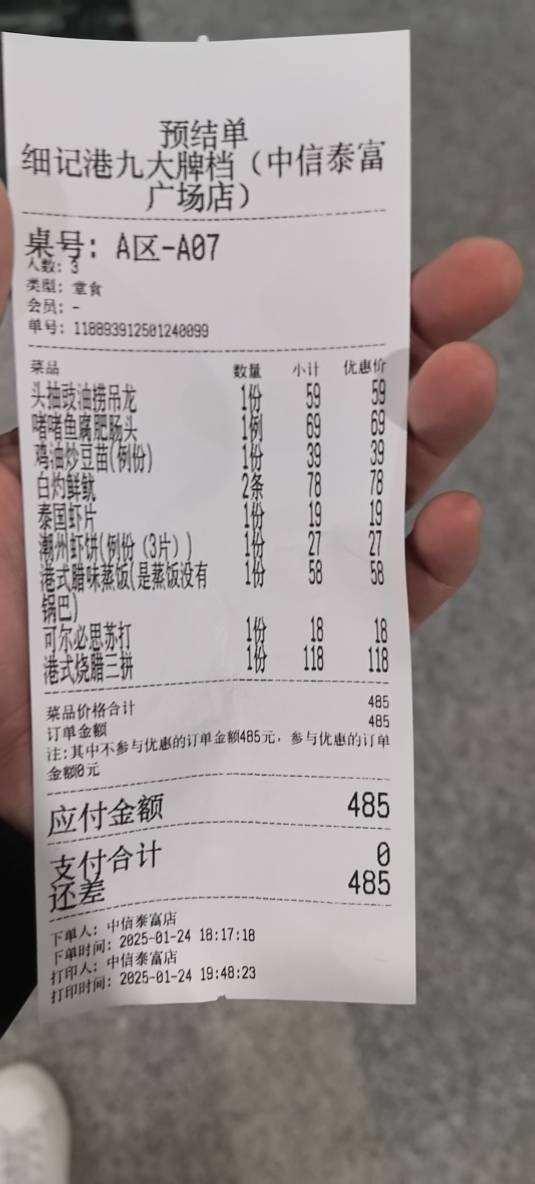 预结单
细记港九大牌档（中信泰富
广场店）
桌号: A区-A07
人数: 3
类型: 堂食
会员: -
单号: 118893912501240099
菜品 数量 小计 优惠价
头抽豉油捞吊龙 1份 59 59
啫啫鱼腐肥肠头 1例 69 69
鸡油炒豆苗(例份) 1份 39 39
白灼鲜鱿 2条 78 78
泰国虾片 1份 19 19
潮州虾饼(例份（3片）) 1份 27 27
港式腊味蒸饭(是蒸饭没有 1份 58 58
锅巴)
可尔必思苏打 1份 18 18
港式烧腊三拼 1份 118 118
菜品价格合计 485
订单金额 485
注:其中不参与优惠的订单金额485元，参与优惠的订单
金额0元
应付金额 485
支付合计 0
还差 485
下单人: 中信泰富店
下单时间: 2025-01-24 18:17:18
打印人: 中信泰富店
打印时间: 2025-01-24 19:48:23